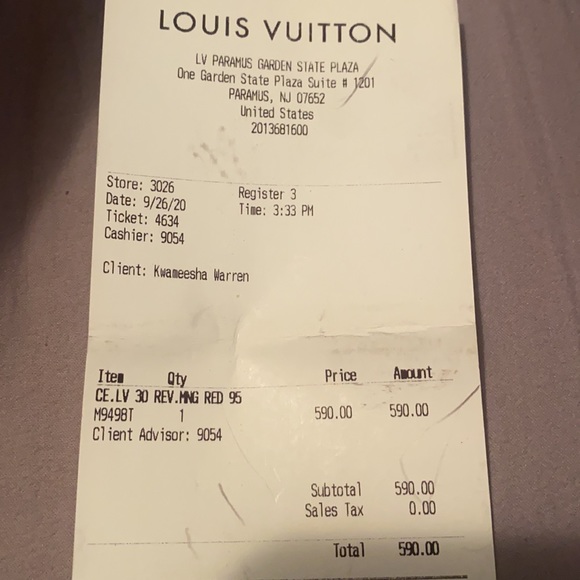 LOUIS VUITTON
LV PARAMUS GARDEN STATE PLAZA
One Garden State Plaza Suite # 1201
PARAMUS, NJ 07652
United States
2013681600
Store: 3026 Register 3
Date: 9/26/20 Time: 3:33 PM
Ticket: 4634
Cashier: 9054
Client: Kwameesha Warren
Item Qty Price Amount
CE.LV 30 REV.MNG RED 95
M9498T 1 590.00 590.00
Client Advisor: 9054
Subtotal 590.00
Sales Tax 0.00
Total 590.00